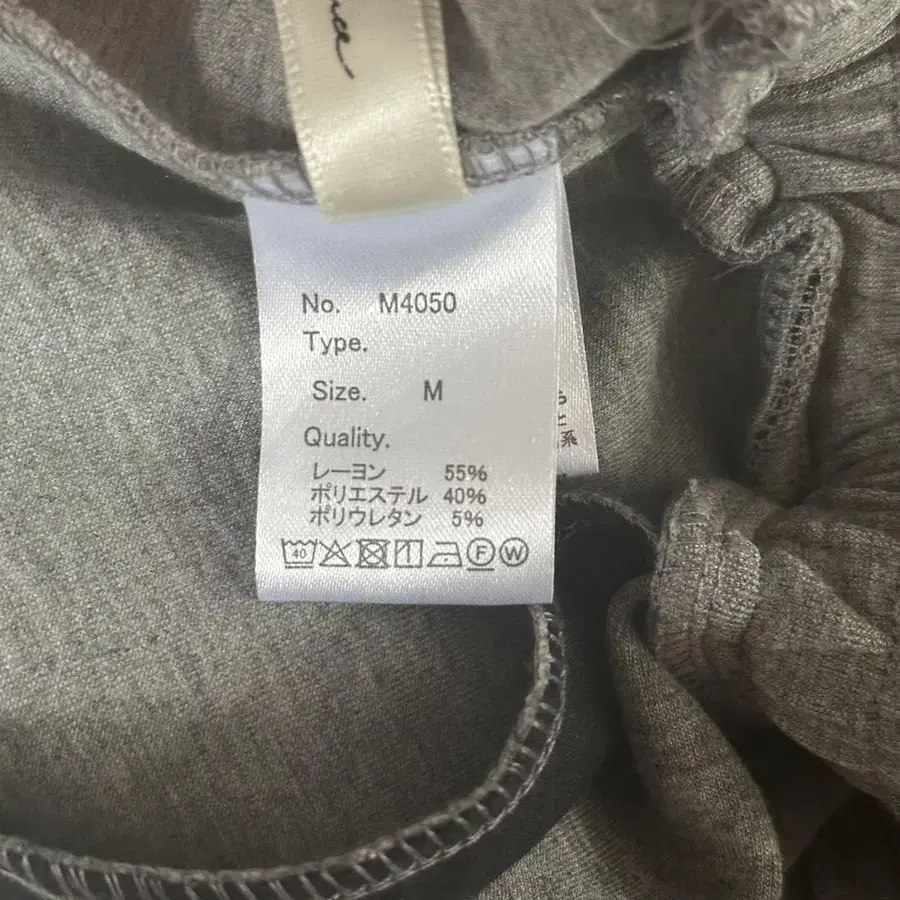 No. M4050
Type.
Size. M
Quality.
レーヨン 55%
ポリエステル 40%
ポリウレタン 5%
40 F W